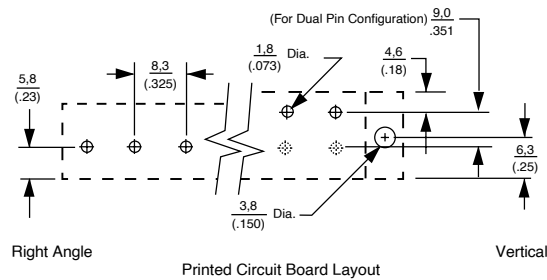 (For Dual Pin Configuration) 9,0
.351
1,8 Dia.
(.073)
4,6
(.18)
8,3
(.325)
5,8
(.23)
6,3
(.25)
3,8 Dia.
(.150)
Right Angle
Vertical
Printed Circuit Board Layout